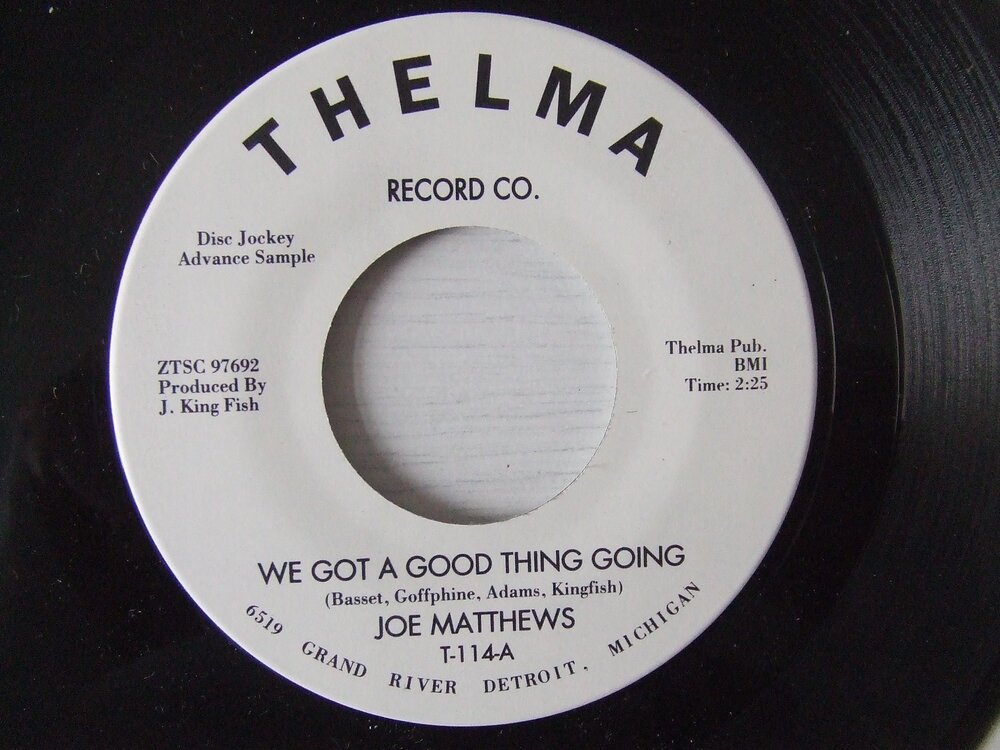 THELMA
RECORD CO.
Disc Jockey
Advance Sample
ZTSC 97692
Produced By
J. King Fish
Thelma Pub.
BMI
Time: 2:25
WE GOT A GOOD THING GOING
(Basset, Goffphine, Adams, Kingfish)
JOE MATTHEWS
T-114-A
6519 GRAND RIVER DETROIT, MICHIGAN